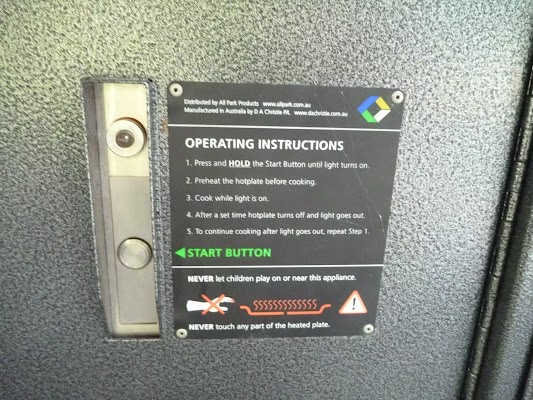 Distributed by All Park Products www.allpark.com.au
Manufactured in Australia by D A Christie P/L www.dachristie.com.au
OPERATING INSTRUCTIONS
1. Press and HOLD the Start Button until light turns on.
2. Preheat the hotplate before cooking.
3. Cook while light is on.
4. After a set time hotplate turns off and light goes out.
5. To continue cooking after light goes out, repeat Step 1.
START BUTTON
NEVER let children play on or near this appliance.
!
NEVER touch any part of the heated plate.